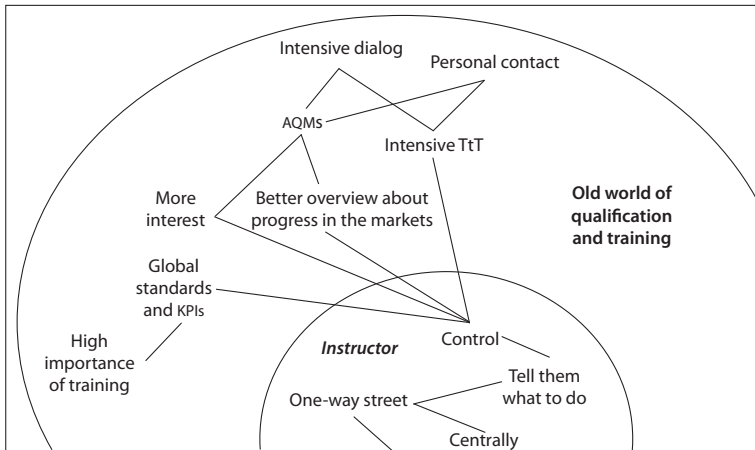 Intensive dialog
Personal contact
AQMs
Intensive TtT
More
interest
Better overview about
progress in the markets
Old world of
qualification
and training
Global
standards
and KPIs
High
importance
of training
Instructor
Control
Tell them
what to do
One-way street
Centrally